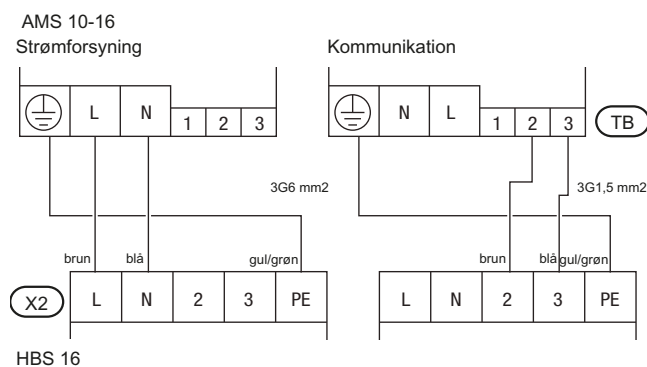 AMS 10-16
Strømforsyning Kommunikation
L N 1 2 3
N L 1 2 3 TB
3G6 mm2 3G1,5 mm2
brun blå gul/grøn brun blå gul/grøn
X2 L N 2 3 PE
L N 2 3 PE
HBS 16